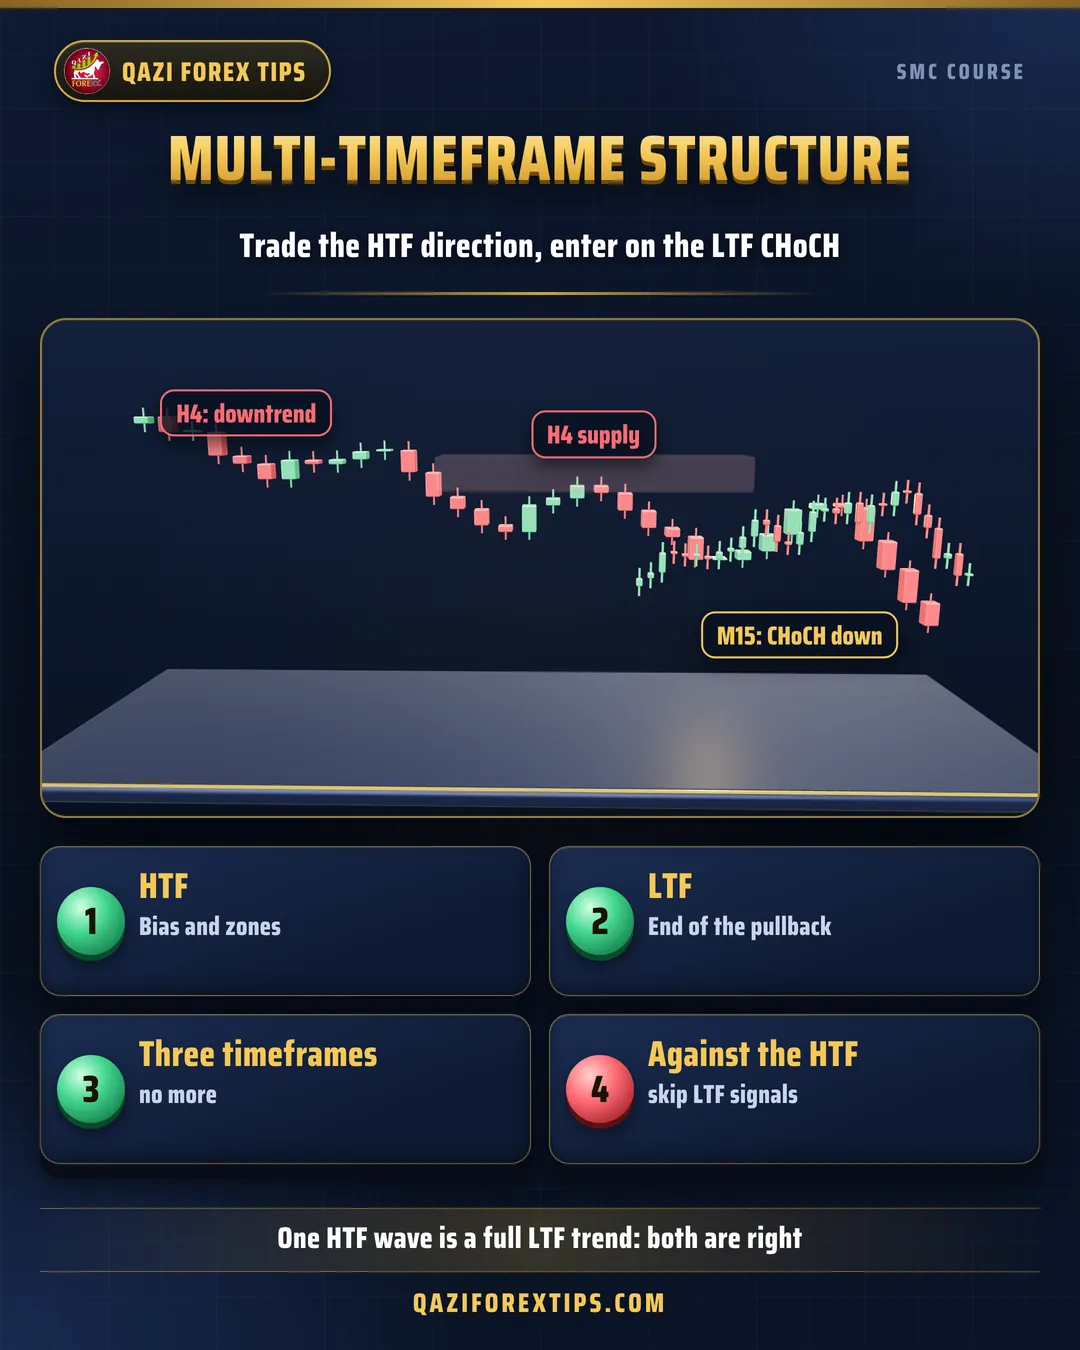 QAZI
FOREX
QAZI FOREX TIPS
SMC COURSE
MULTI-TIMEFRAME STRUCTURE
Trade the HTF direction, enter on the LTF CHoCH
H4: downtrend
H4 supply
M15: CHoCH down
1
HTF
Bias and zones
2
LTF
End of the pullback
3
Three timeframes
no more
4
Against the HTF
skip LTF signals
One HTF wave is a full LTF trend: both are right
QAZIFOREXTIPS.COM